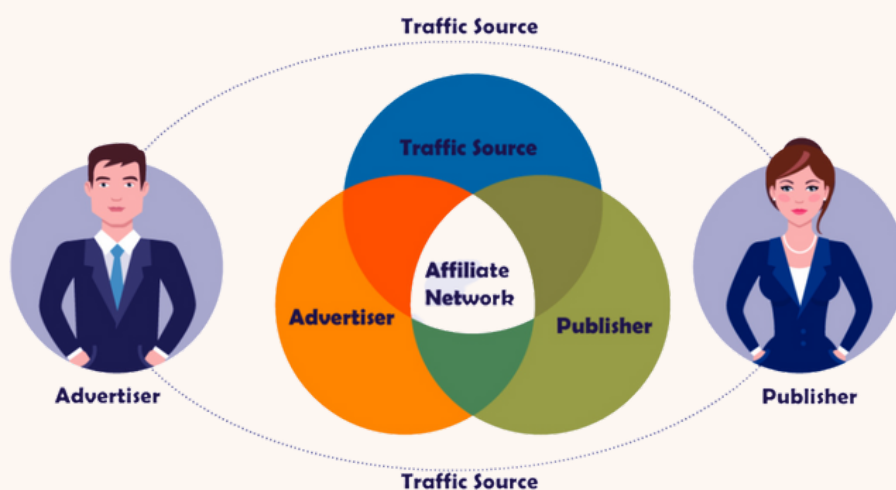 Traffic Source
Traffic Source
Affiliate
Network
Advertiser
Publisher
Advertiser
Publisher
Traffic Source